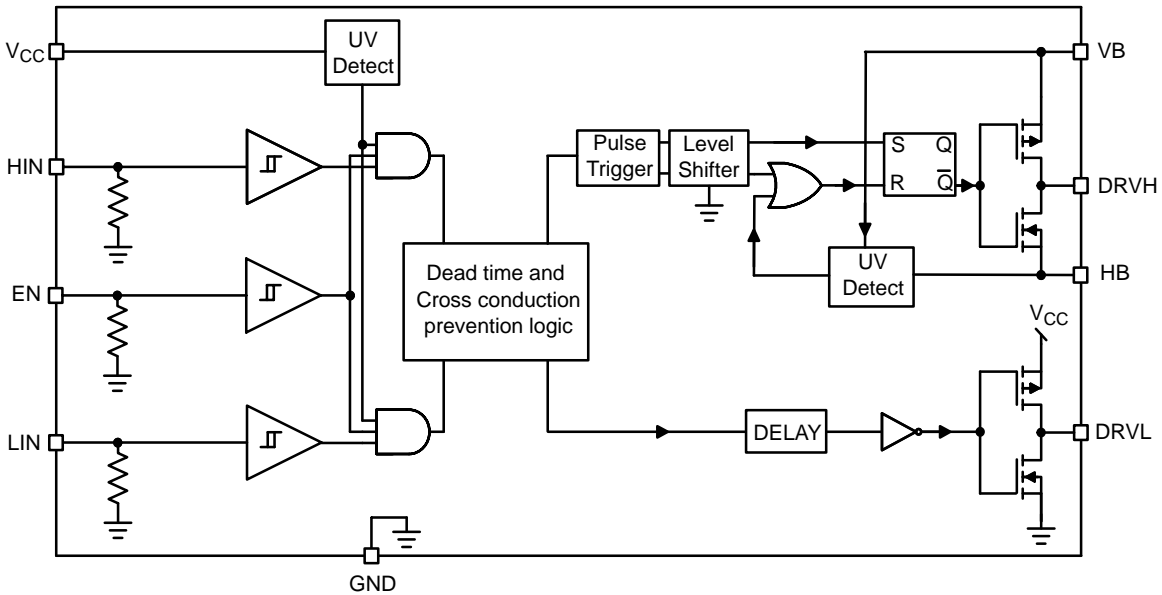 VCC
UV
Detect
VB
HIN
Pulse
Trigger
Level
Shifter
S Q
R Q̅
DRVH
EN
Dead time and
Cross conduction
prevention logic
UV
Detect
HB
VCC
LIN
DELAY
DRVL
GND